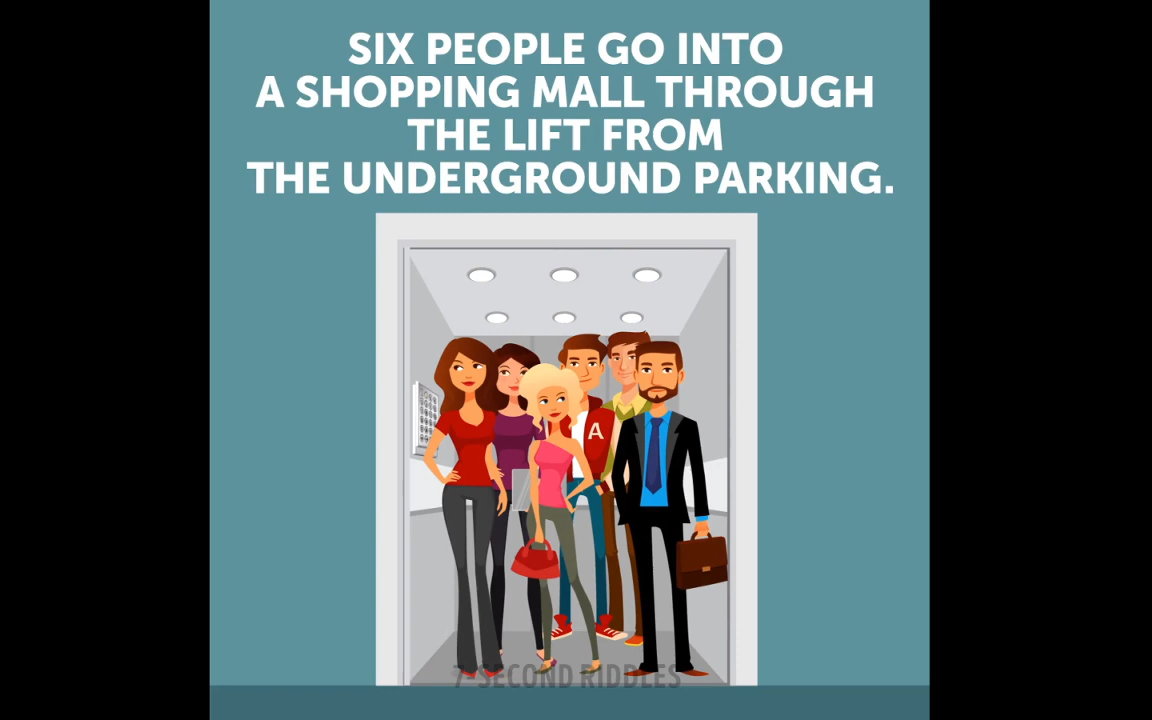 SIX PEOPLE GO INTO
A SHOPPING MALL THROUGH
THE LIFT FROM
THE UNDERGROUND PARKING.
A
7-SECOND RIDDLES